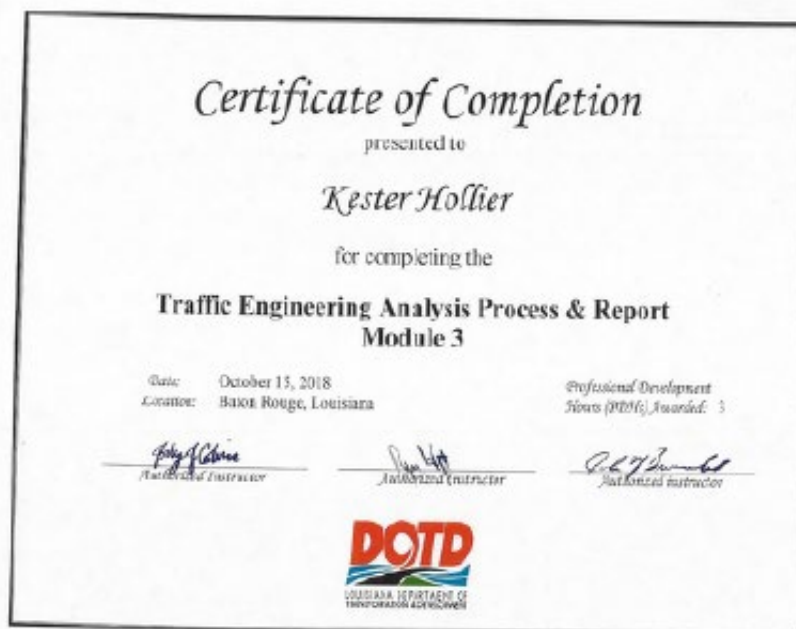 Certificate of Completion
presented to
Kester Hollier
for completing the
Traffic Engineering Analysis Process & Report
Module 3
Date: October 15, 2018
Location: Baton Rouge, Louisiana
Professional Development
Hours (PDHs) Awarded: 3
Authorized Instructor
Authorized Instructor
Authorized instructor
DOTD
LOUISIANA DEPARTMENT OF
TRANSPORTATION & DEVELOPMENT